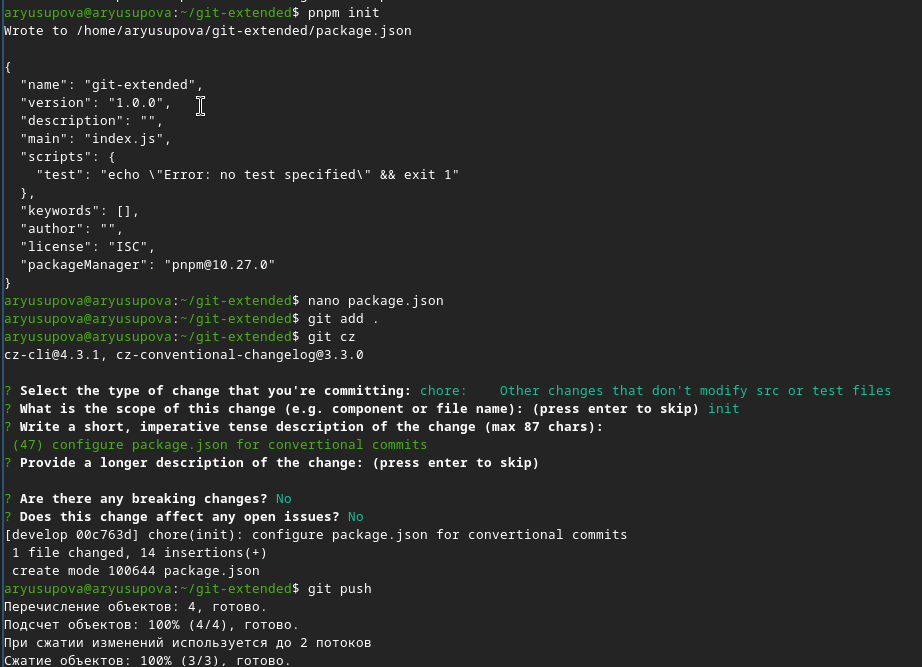 aryusupova@aryusupova:~/git-extended$ pnpm init
Wrote to /home/aryusupova/git-extended/package.json
{
  "name": "git-extended",
  "version": "1.0.0",
  "description": "",
  "main": "index.js",
  "scripts": {
    "test": "echo \"Error: no test specified\" && exit 1"
  },
  "keywords": [],
  "author": "",
  "license": "ISC",
  "packageManager": "pnpm@10.27.0"
}
aryusupova@aryusupova:~/git-extended$ nano package.json
aryusupova@aryusupova:~/git-extended$ git add .
aryusupova@aryusupova:~/git-extended$ git cz
cz-cli@4.3.1, cz-conventional-changelog@3.3.0
? Select the type of change that you're committing: chore:    Other changes that don't modify src or test files
? What is the scope of this change (e.g. component or file name): (press enter to skip) init
? Write a short, imperative tense description of the change (max 87 chars):
 (47) configure package.json for convertional commits
? Provide a longer description of the change: (press enter to skip)
? Are there any breaking changes? No
? Does this change affect any open issues? No
[develop 00c763d] chore(init): configure package.json for convertional commits
 1 file changed, 14 insertions(+)
 create mode 100644 package.json
aryusupova@aryusupova:~/git-extended$ git push
Перечисление объектов: 4, готово.
Подсчет объектов: 100% (4/4), готово.
При сжатии изменений используется до 2 потоков
Сжатие объектов: 100% (3/3), готово.